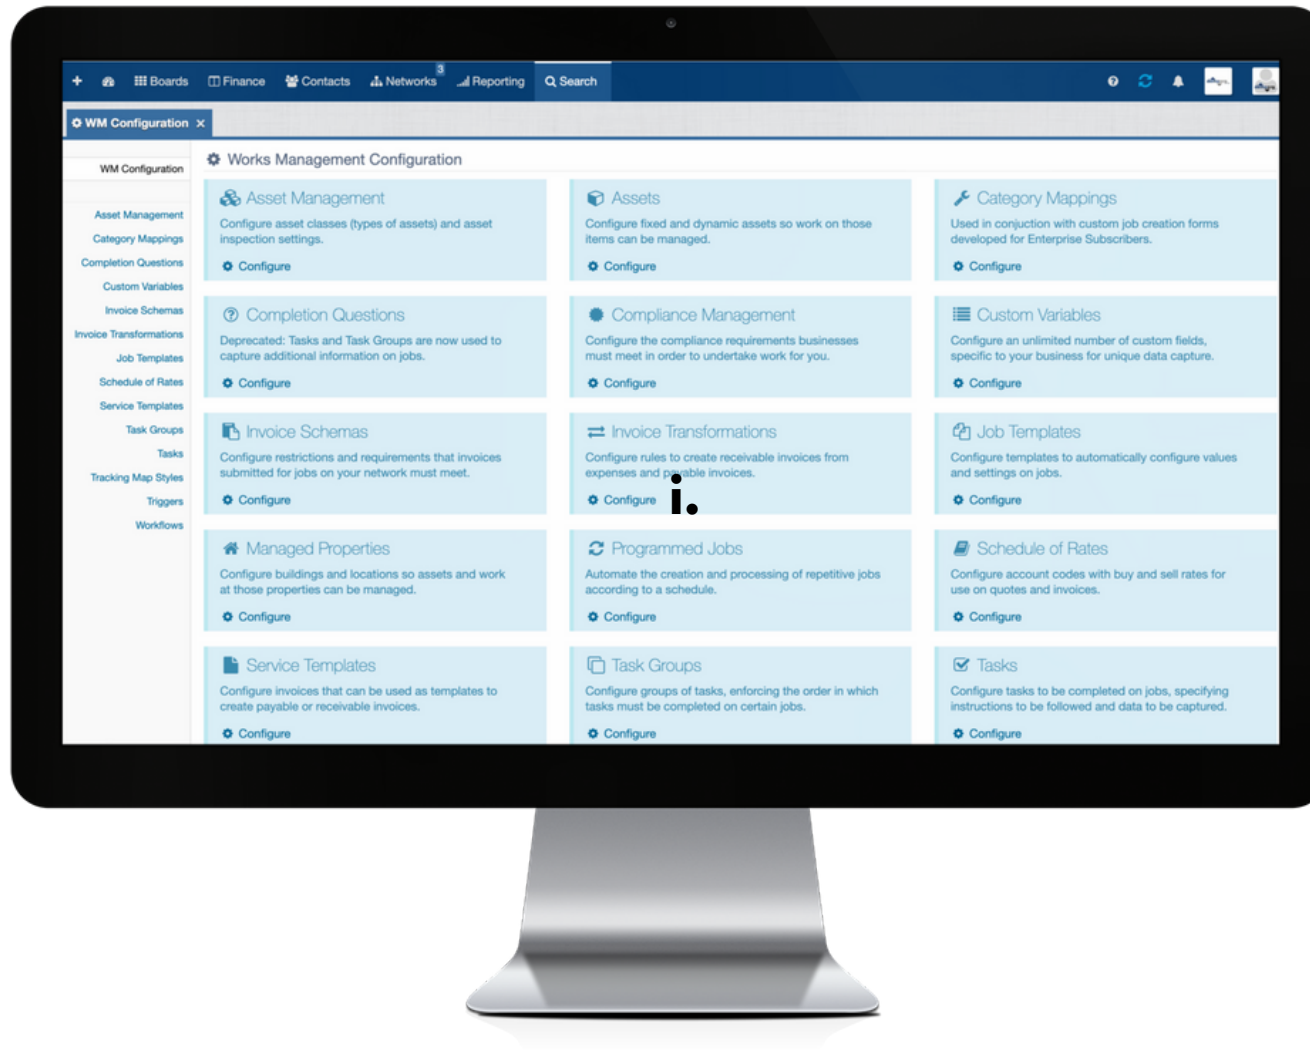 Boards Finance Contacts Networks 3 Reporting Search
WM Configuration ×
WM Configuration
Asset Management
Category Mappings
Completion Questions
Custom Variables
Invoice Schemas
Invoice Transformations
Job Templates
Schedule of Rates
Service Templates
Task Groups
Tasks
Tracking Map Styles
Triggers
Workflows
Works Management Configuration
Asset Management
Configure asset classes (types of assets) and asset
inspection settings.
Configure
Assets
Configure fixed and dynamic assets so work on those
items can be managed.
Configure
Category Mappings
Used in conjuction with custom job creation forms
developed for Enterprise Subscribers.
Configure
Completion Questions
Deprecated: Tasks and Task Groups are now used to
capture additional information on jobs.
Configure
Compliance Management
Configure the compliance requirements businesses
must meet in order to undertake work for you.
Configure
Custom Variables
Configure an unlimited number of custom fields,
specific to your business for unique data capture.
Configure
Invoice Schemas
Configure restrictions and requirements that invoices
submitted for jobs on your network must meet.
Configure
Invoice Transformations
Configure rules to create receivable invoices from
expenses and payable invoices.
Configure
i.
Job Templates
Configure templates to automatically configure values
and settings on jobs.
Configure
Managed Properties
Configure buildings and locations so assets and work
at those properties can be managed.
Configure
Programmed Jobs
Automate the creation and processing of repetitive jobs
according to a schedule.
Configure
Schedule of Rates
Configure account codes with buy and sell rates for
use on quotes and invoices.
Configure
Service Templates
Configure invoices that can be used as templates to
create payable or receivable invoices.
Configure
Task Groups
Configure groups of tasks, enforcing the order in which
tasks must be completed on certain jobs.
Configure
Tasks
Configure tasks to be completed on jobs, specifying
instructions to be followed and data to be captured.
Configure